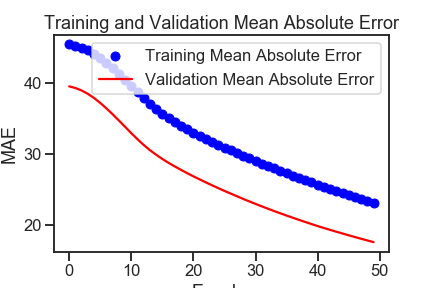 Training and Validation Mean Absolute Error
Training Mean Absolute Error
Validation Mean Absolute Error
MAE
40
30
20
0 10 20 30 40 50